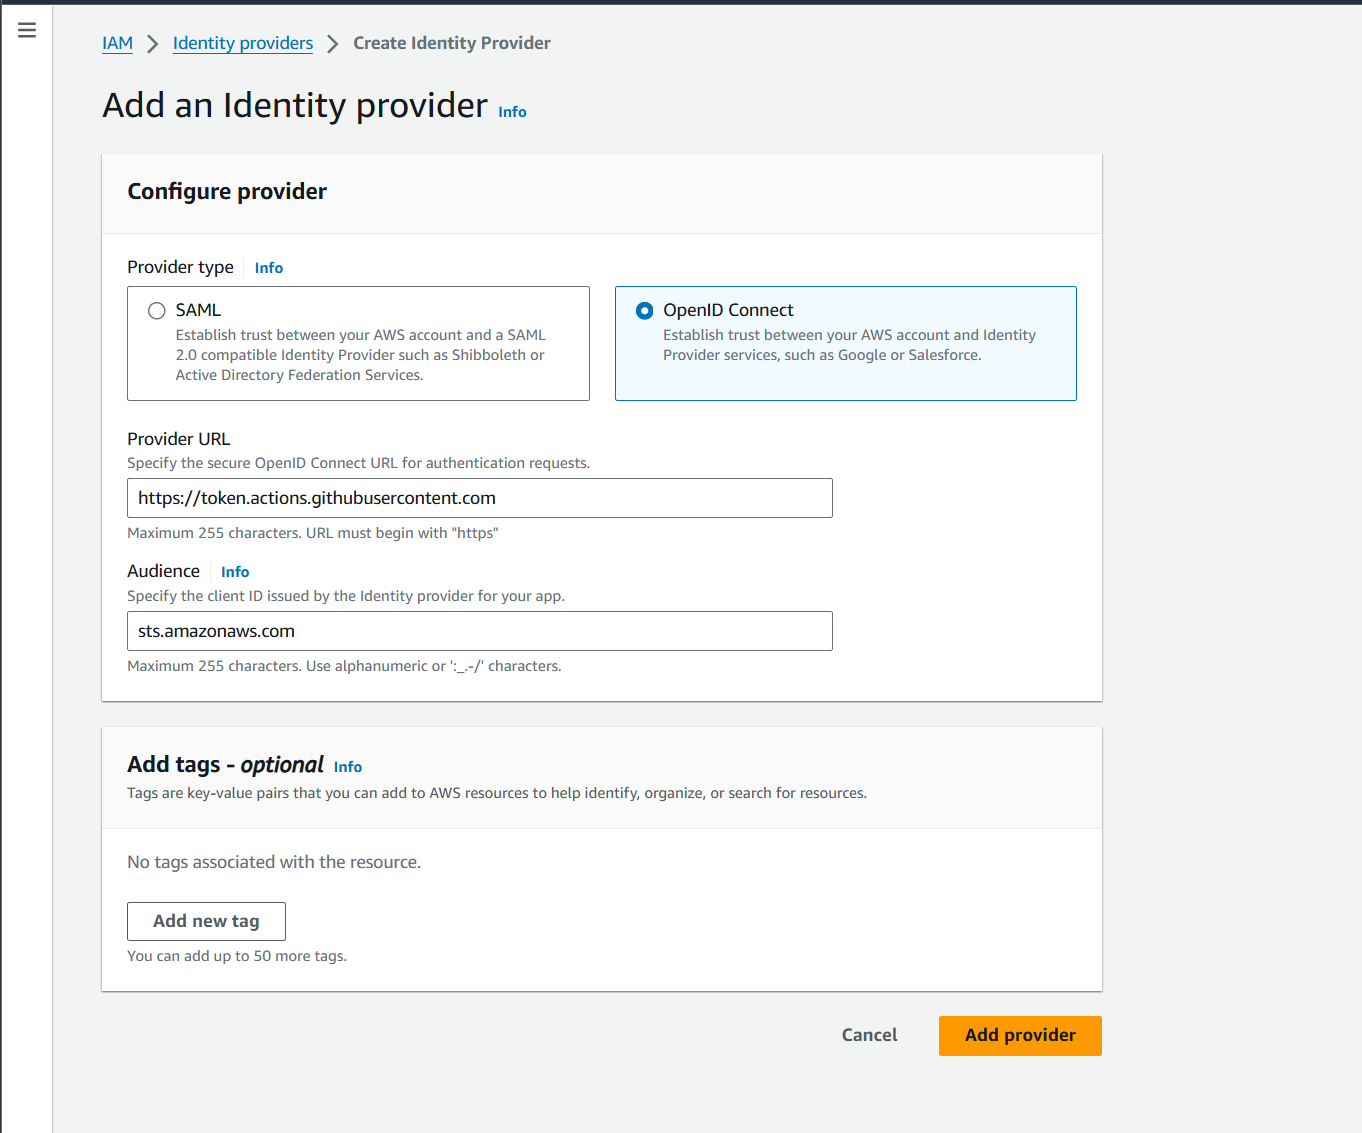 IAM > Identity providers > Create Identity Provider
Add an Identity provider Info
Configure provider
Provider type Info
SAML
Establish trust between your AWS account and a SAML
2.0 compatible Identity Provider such as Shibboleth or
Active Directory Federation Services.
OpenID Connect
Establish trust between your AWS account and Identity
Provider services, such as Google or Salesforce.
Provider URL
Specify the secure OpenID Connect URL for authentication requests.
https://token.actions.githubusercontent.com
Maximum 255 characters. URL must begin with "https"
Audience Info
Specify the client ID issued by the Identity provider for your app.
sts.amazonaws.com
Maximum 255 characters. Use alphanumeric or ':_.-/' characters.
Add tags - optional Info
Tags are key-value pairs that you can add to AWS resources to help identify, organize, or search for resources.
No tags associated with the resource.
Add new tag
You can add up to 50 more tags.
Cancel Add provider